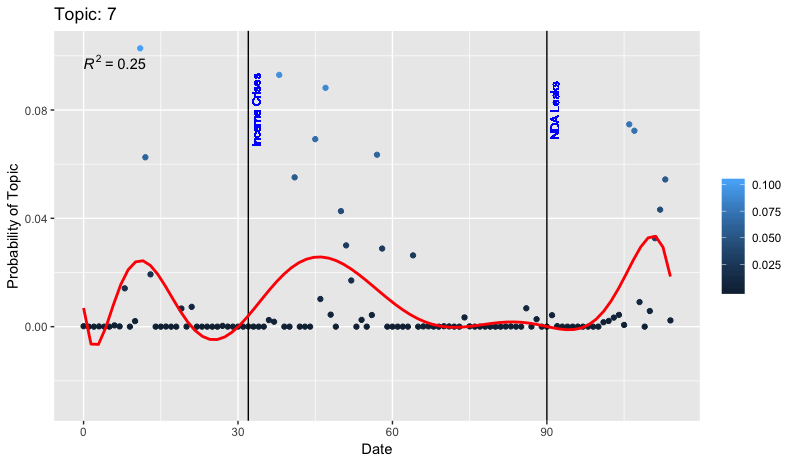 Topic: 7
R² = 0.25
Incarna Crises
NDA Leaks
0.08
0.04
0.00
Probability of Topic
0
30
60
90
Date
0.100
0.075
0.050
0.025